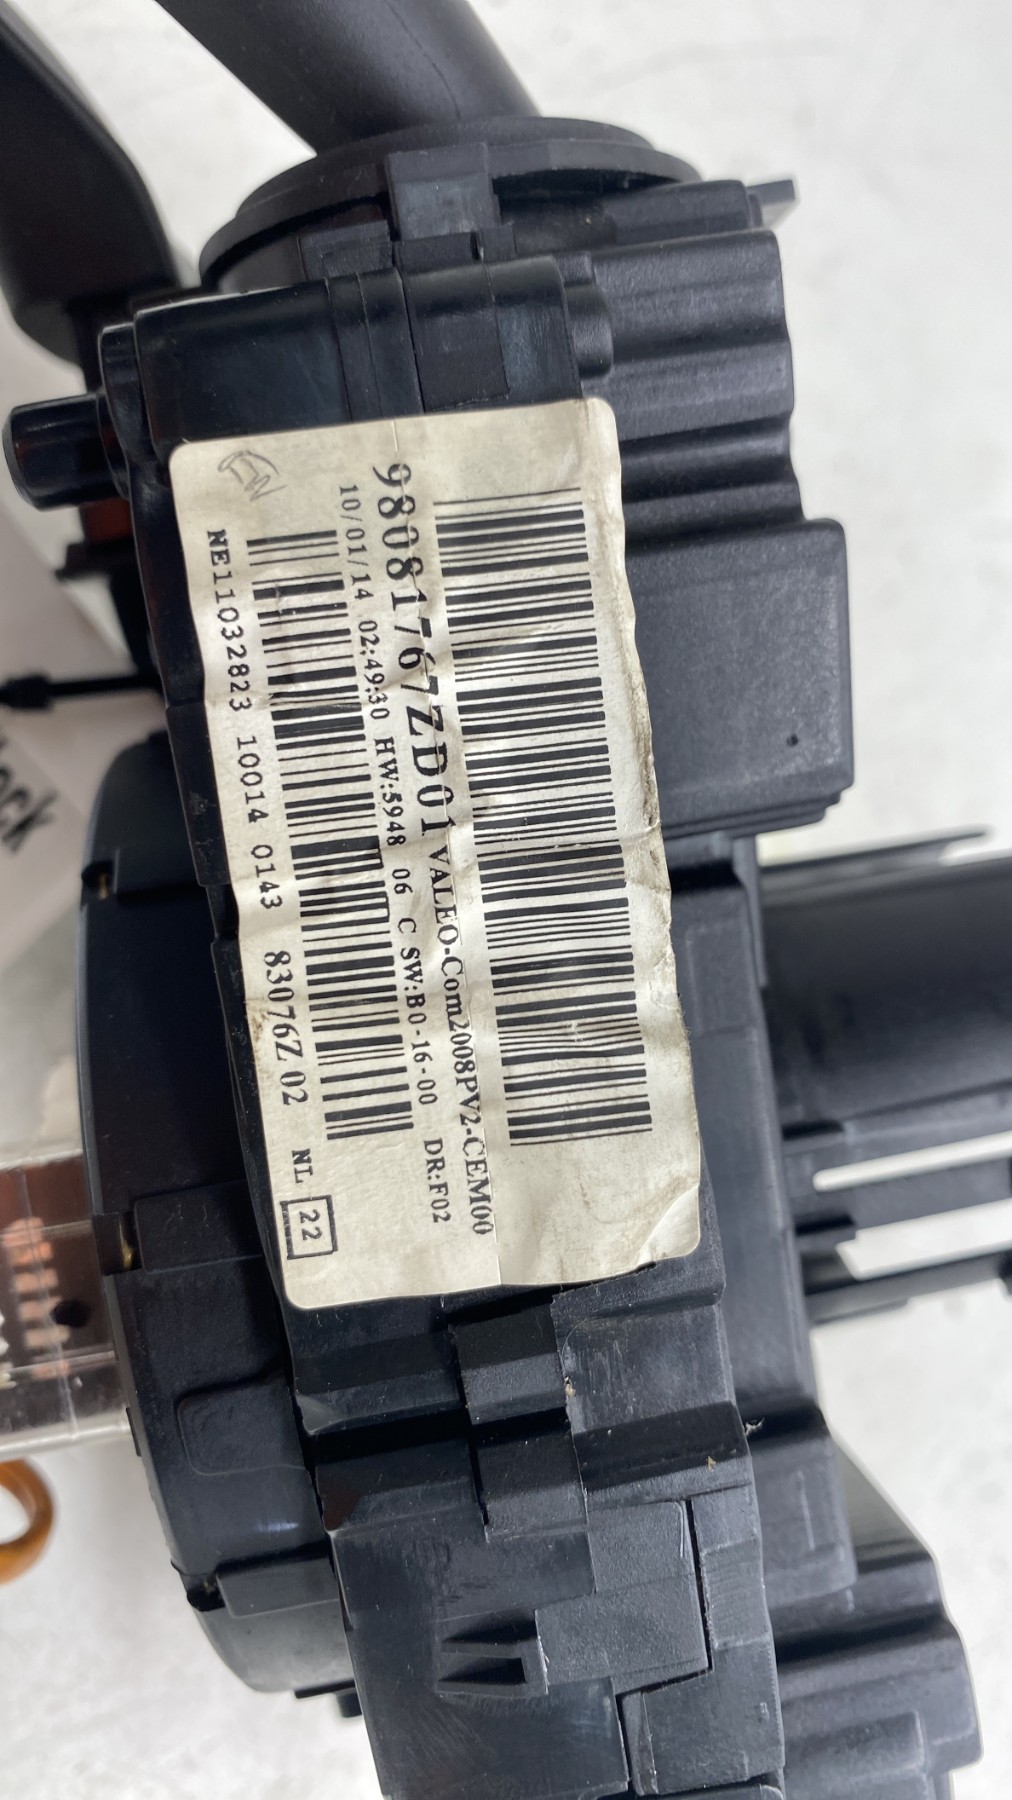 98081767ZD01 VALEO-Com2008PV2-CEM00
10/01/14 02:49:30 HW:5948 06 C SW:B0-16-00 DR:F02
NE11032823 10014 0143 83076Z 02 NL 22